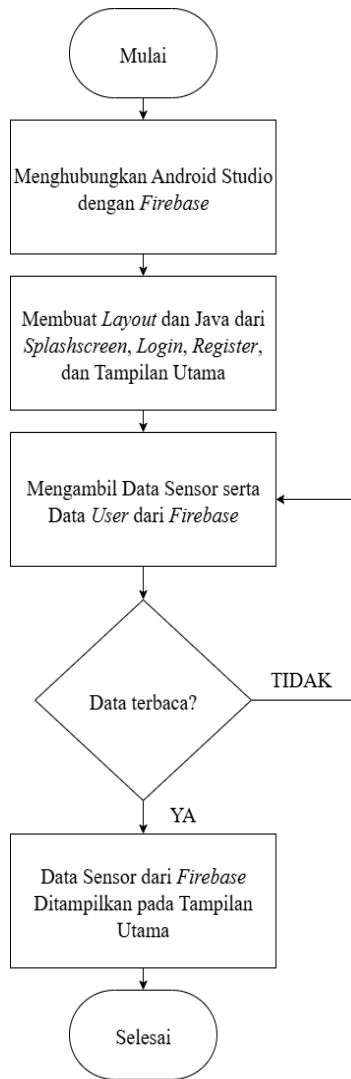 Mulai
Menghubungkan Android Studio
dengan Firebase
Membuat Layout dan Java dari
Splashscreen, Login, Register,
dan Tampilan Utama
Mengambil Data Sensor serta
Data User dari Firebase
Data terbaca?
TIDAK
YA
Data Sensor dari Firebase
Ditampilkan pada Tampilan
Utama
Selesai